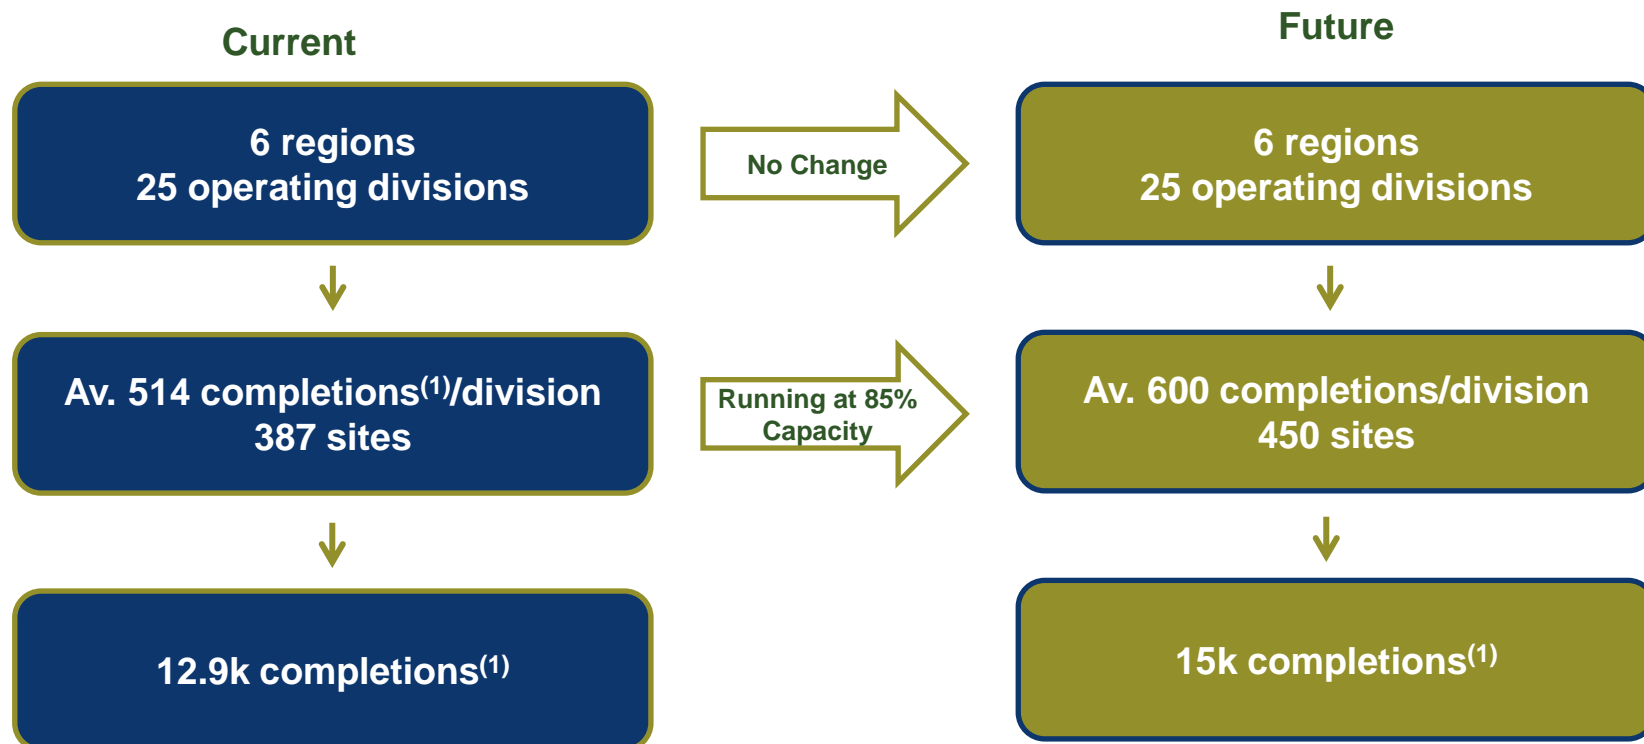 Current
Future
6 regions
25 operating divisions
No Change
6 regions
25 operating divisions
Av. 514 completions(1)/division
387 sites
Running at 85%
Capacity
Av. 600 completions/division
450 sites
12.9k completions(1)
15k completions(1)